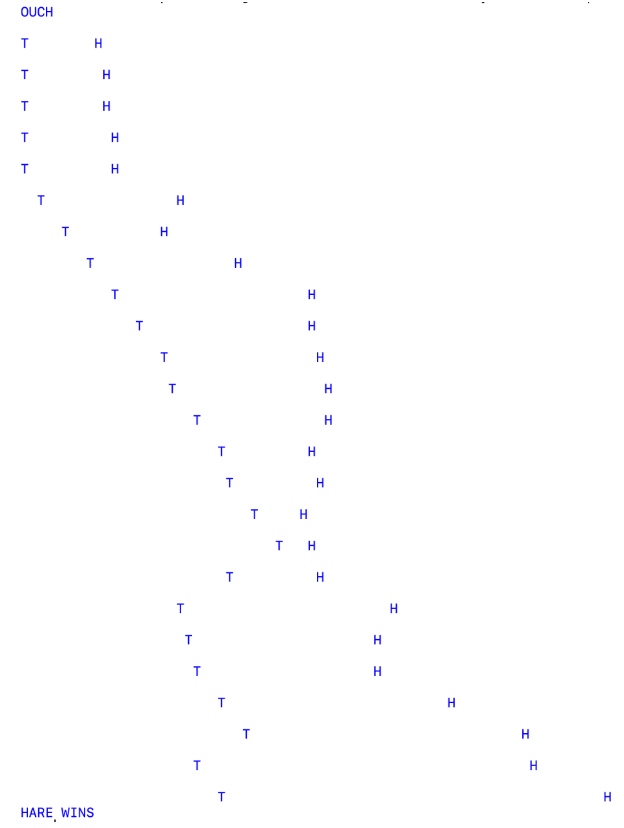 OUCH
T        H
T         H
T         H
T          H
T          H
  T                H
     T           H
        T                 H
           T                       H
              T                    H
                 T                  H
                  T                  H
                     T               H
                        T          H
                         T          H
                            T     H
                               T   H
                         T          H
                   T                         H
                    T                      H
                     T                     H
                        T                           H
                           T                                 H
                     T                                        H
                        T                                              H
HARE WINS